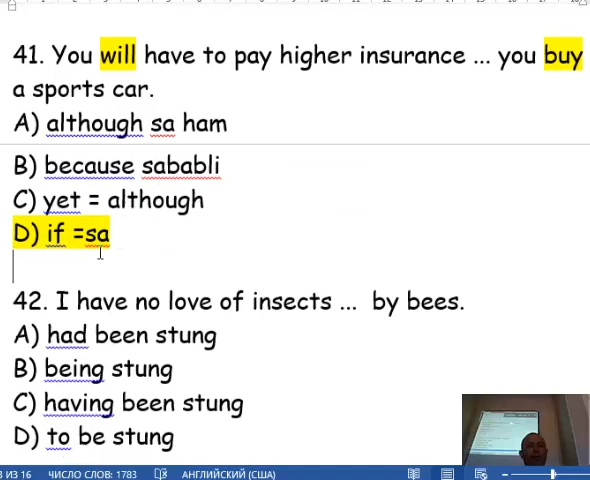 41. You will have to pay higher insurance ... you buy
a sports car.
A) although sa ham
B) because sababli
C) yet = although
D) if =sa
42. I have no love of insects ... by bees.
A) had been stung
B) being stung
C) having been stung
D) to be stung
ИЗ 16 ЧИСЛО СЛОВ: 1783 АНГЛИЙСКИЙ (США)